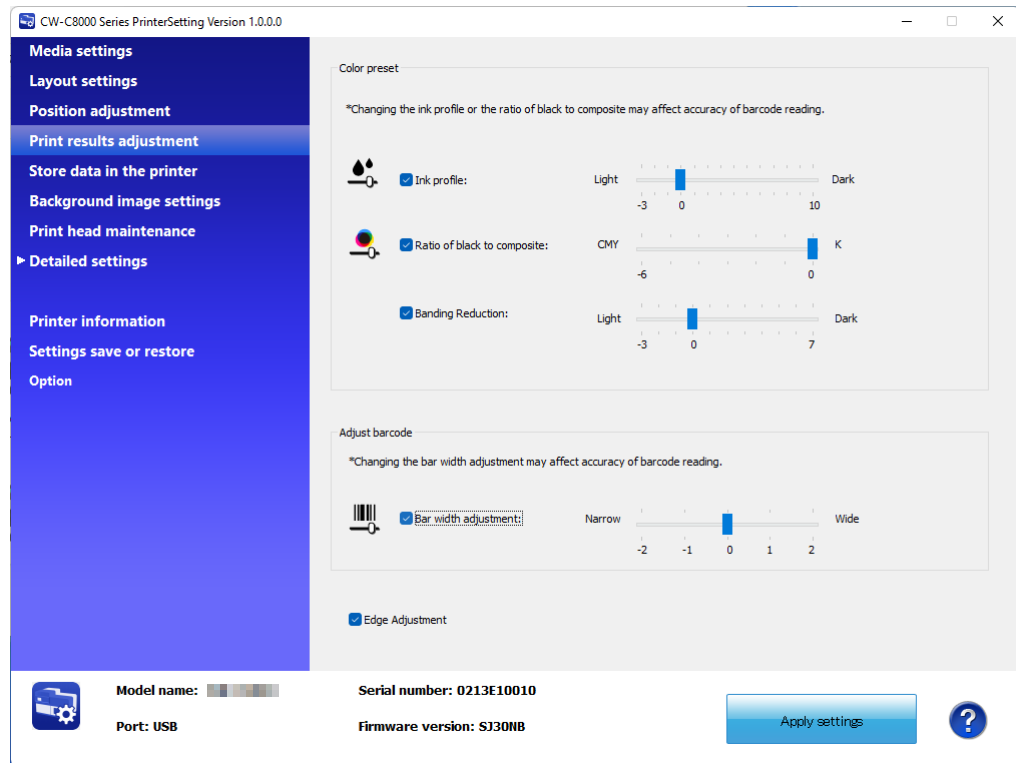 CW-C8000 Series PrinterSetting Version 1.0.0.0
Media settings
Layout settings
Position adjustment
Print results adjustment
Store data in the printer
Background image settings
Print head maintenance
Detailed settings
Printer information
Settings save or restore
Option
Color preset
*Changing the ink profile or the ratio of black to composite may affect accuracy of barcode reading.
Ink profile: Light Dark
-3 0 10
Ratio of black to composite: CMY K
-6 0
Banding Reduction: Light Dark
-3 0 7
Adjust barcode
*Changing the bar width adjustment may affect accuracy of barcode reading.
Bar width adjustment: Narrow Wide
-2 -1 0 1 2
Edge Adjustment
Model name: Serial number: 0213E10010
Port: USB Firmware version: SJ30NB
Apply settings
?